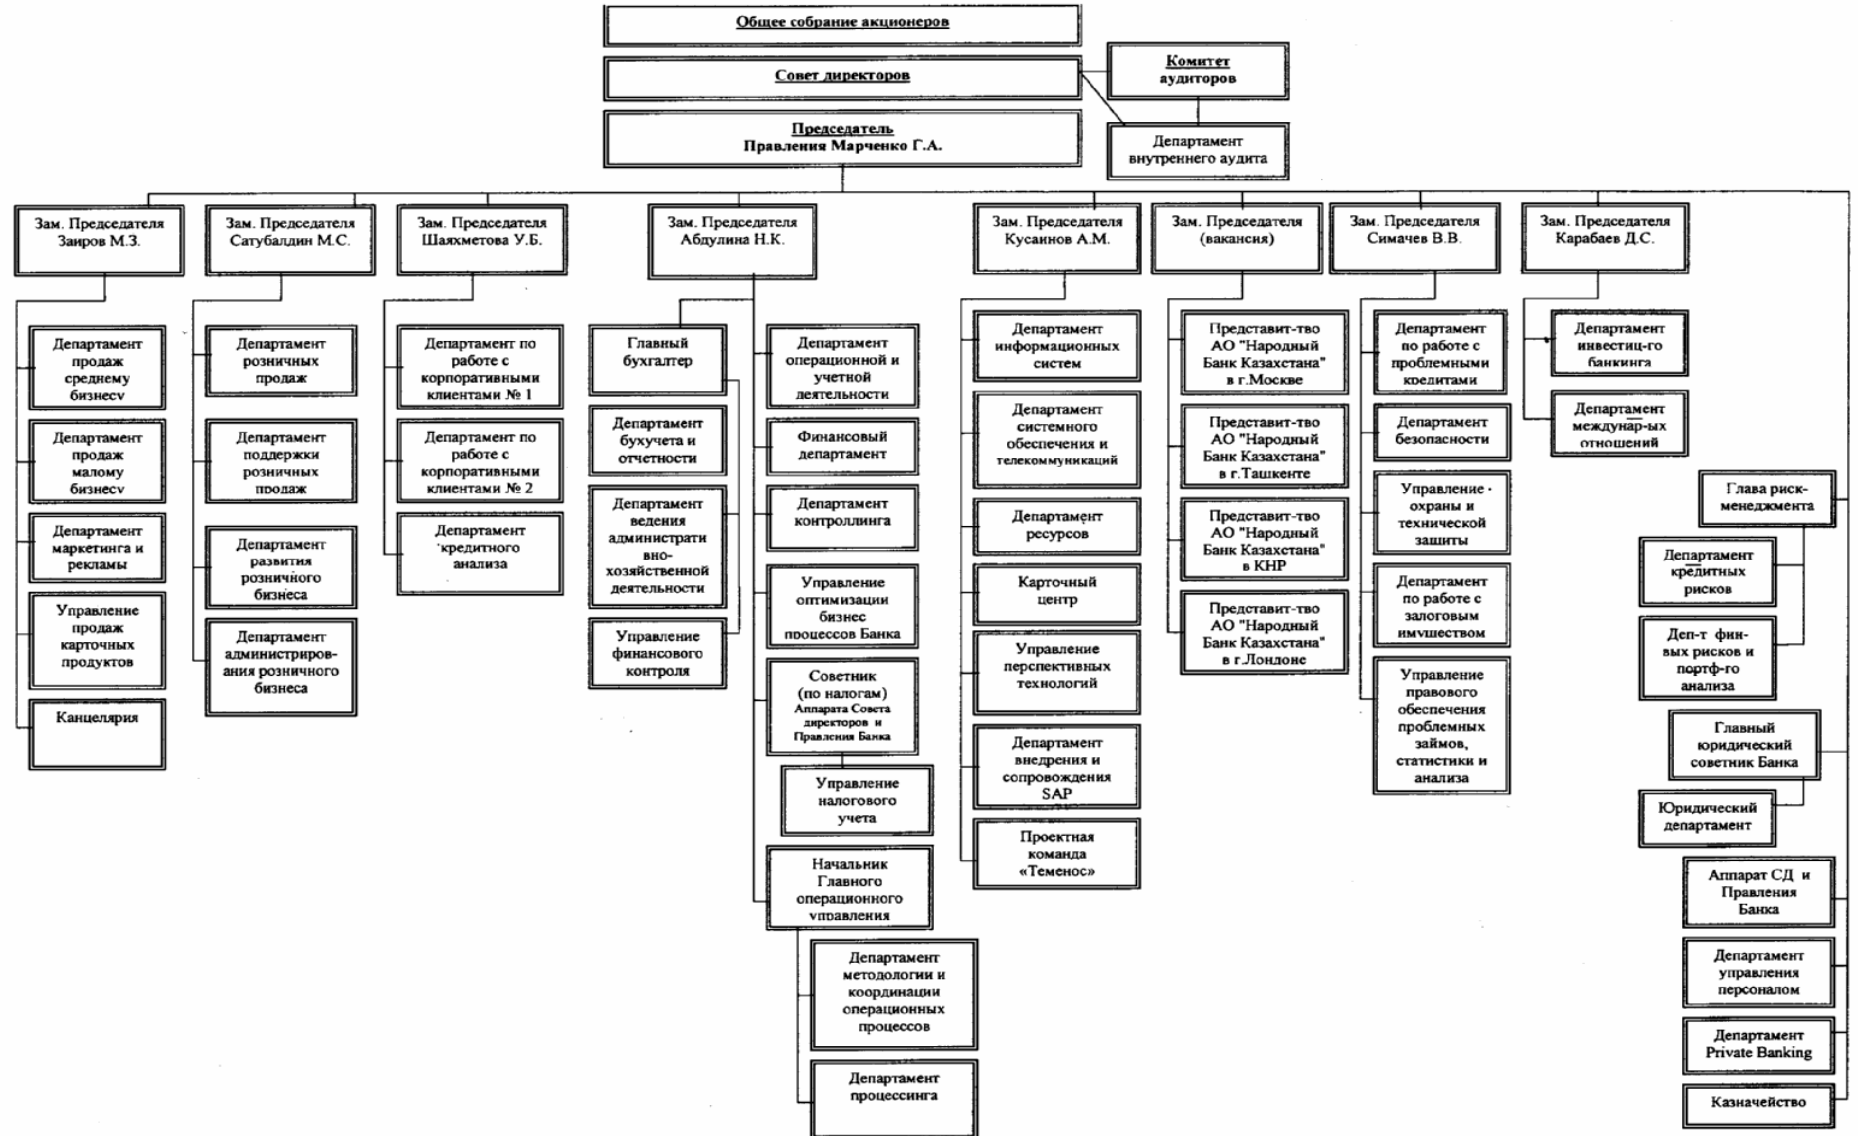 Общее собрание акционеров
Совет директоров
Комитет
аудиторов
Председатель
Правления Марченко Г.А.
Департамент
внутреннего аудита
Зам. Председателя
Заиров М.З.
Зам. Председателя
Сатубалдин М.С.
Зам. Председателя
Шаяхметова У.Б.
Зам. Председателя
Абдулина Н.К.
Зам. Председателя
Кусаинов А.М.
Зам. Председателя
(вакансия)
Зам. Председателя
Симачев В.В.
Зам. Председателя
Карабаев Д.С.
Департамент
продаж
среднему
бизнесу
Департамент
продаж
малому
бизнесу
Департамент
маркетинга и
рекламы
Управление
продаж
карточных
продуктов
Канцелярия
Департамент
розничных
продаж
Департамент
поддержки
розничных
продаж
Департамент
развития
розничного
бизнеса
Департамент
администриров-
ания розничного
бизнеса
Департамент по
работе с
корпоративными
клиентами № 1
Департамент по
работе с
корпоративными
клиентами № 2
Департамент
кредитного
анализа
Главный
бухгалтер
Департамент
бухучета и
отчетности
Департамент
ведения
администрати
вно-
хозяйственной
деятельности
Управление
финансового
контроля
Департамент
операционной и
учетной
деятельности
Финансовый
департамент
Департамент
контроллинга
Управление
оптимизации
бизнес
процессов Банка
Советник
(по налогам)
Аппарата Совета
директоров и
Правления Банка
Управление
налогового
учета
Начальник
Главного
операционного
управления
Департамент
методологии и
координации
операционных
процессов
Департамент
процессинга
Департамент
информационных
систем
Департамент
системного
обеспечения и
телекоммуникаций
Департамент
ресурсов
Карточный
центр
Управление
перспективных
технологий
Департамент
внедрения и
сопровождения
SAP
Проектная
команда
«Теменос»
Представит-тво
АО "Народный
Банк Казахстана"
в г.Москве
Представит-тво
АО "Народный
Банк Казахстана"
в г.Ташкенте
Представит-тво
АО "Народный
Банк Казахстана"
в КНР
Представит-тво
АО "Народный
Банк Казахстана"
в г.Лондоне
Департамент
по работе с
проблемными
кредитами
Департамент
безопасности
Управление
охраны и
технической
защиты
Департамент
по работе с
залоговым
имуществом
Управление
правового
обеспечения
проблемных
займов,
статистики и
анализа
Департамент
инвестиц-го
банкинга
Департамент
междунар-ых
отношений
Глава риск-
менеджмента
Департамент
кредитных
рисков
Деп-т фин-
вых рисков и
портф-го
анализа
Главный
юридический
советник Банка
Юридический
департамент
Аппарат СД и
Правления
Банка
Департамент
управления
персоналом
Департамент
Private Banking
Казначейство